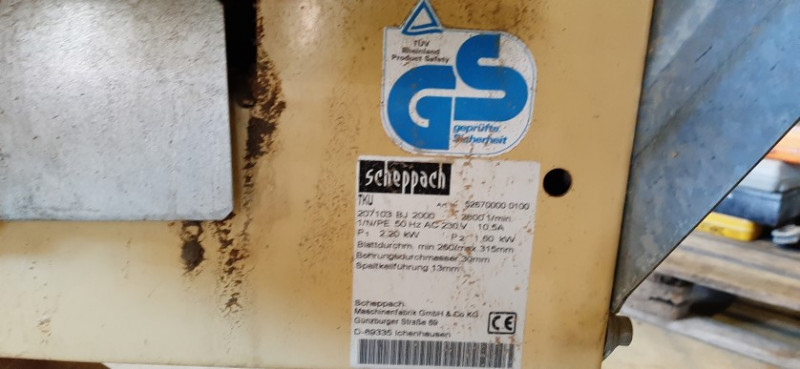 TÜV
Rheinland
Product Safety
GS
geprüfte
Sicherheit
scheppach
TKU Art. 52670000 0100
207103 BJ 2000 2800 1/min.
1/N/PE 50 Hz AC 230 V 10,5A
P1 2,20 kW P2 1,60 kW
Blattdurchm. min 260/max.315mm
Bohrungsdurchmesser 30mm
Spaltkeilführung 13mm
Scheppach
Maschinenfabrik GmbH & Co KG
Günzburger Straße 69
D-89335 Ichenhausen
CE